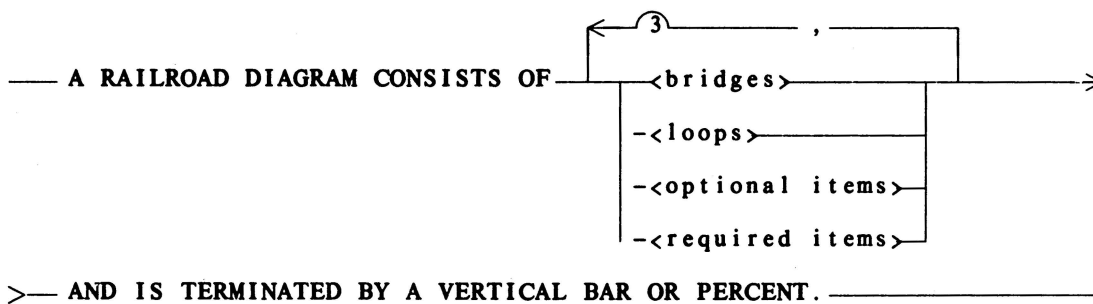 3 ,
A RAILROAD DIAGRAM CONSISTS OF <bridges>
-<loops>
-<optional items>
-<required items>
>— AND IS TERMINATED BY A VERTICAL BAR OR PERCENT.